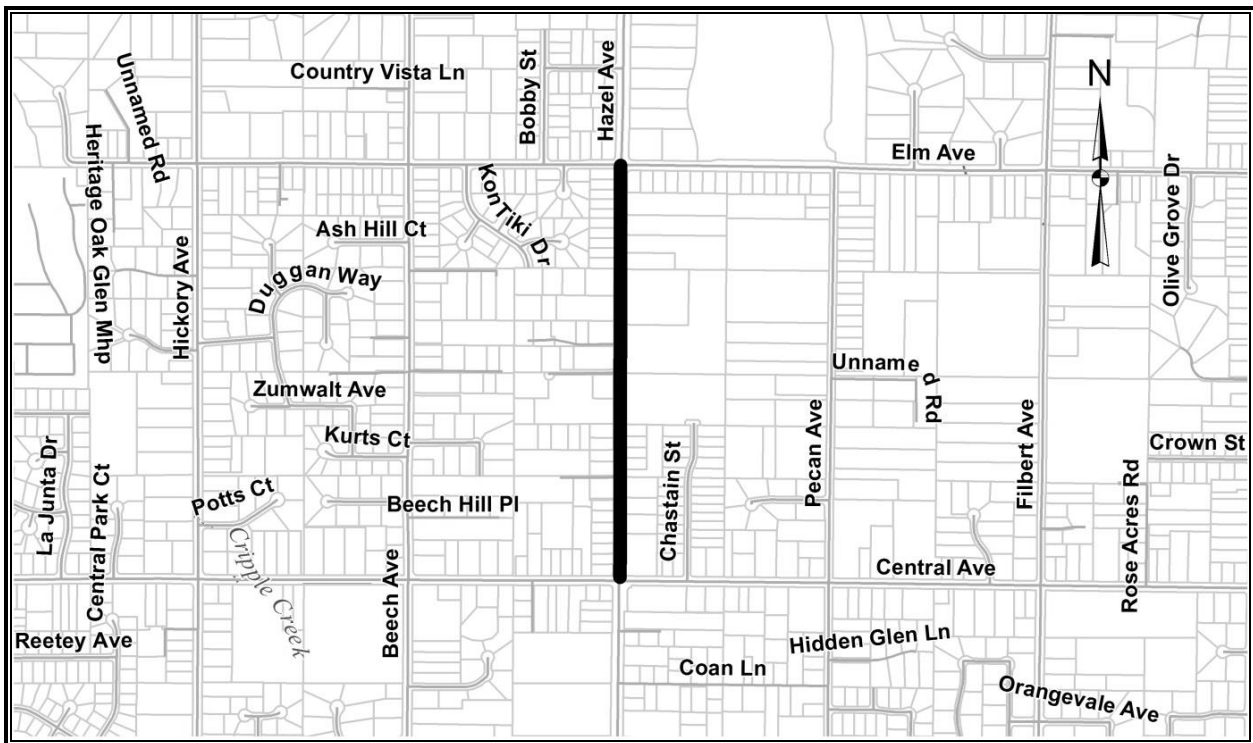 Unnamed Rd
Country Vista Ln
Bobby St
Hazel Ave
N
Elm Ave
Heritage Oak Glen Mhp
KonTiki Dr
Olive Grove Dr
Ash Hill Ct
Duggan Way
Hickory Ave
Unnamed Rd
Zumwalt Ave
Kurts Ct
Pecan Ave
Filbert Ave
Crown St
La Junta Dr
Central Park Ct
Potts Ct
Beech Hill Pl
Chastain St
Rose Acres Rd
Cripple Creek
Central Ave
Beech Ave
Reetey Ave
Hidden Glen Ln
Coan Ln
Orangevale Ave